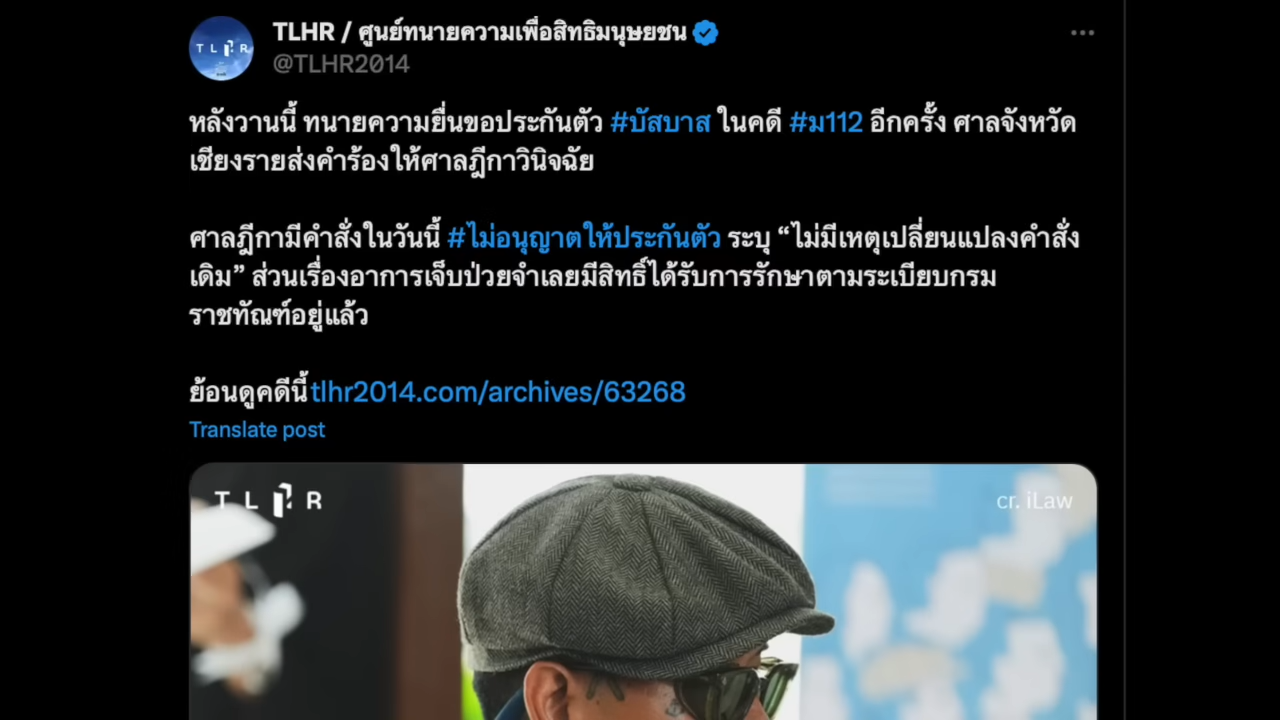 TLHR
TLHR / ศูนย์ทนายความเพื่อสิทธิมนุษยชน
@TLHR2014
หลังวานนี้ ทนายความยื่นขอประกันตัว #บัสบาส ในคดี #ม112 อีกครั้ง ศาลจังหวัด
เชียงรายส่งคำร้องให้ศาลฎีกาวินิจฉัย
ศาลฎีกามีคำสั่งในวันนี้ #ไม่อนุญาตให้ประกันตัว ระบุ “ไม่มีเหตุเปลี่ยนแปลงคำสั่ง
เดิม” ส่วนเรื่องอาการเจ็บป่วยจำเลยมีสิทธิ์ได้รับการรักษาตามระเบียบกรม
ราชทัณฑ์อยู่แล้ว
ย้อนดูคดีนี้ tlhr2014.com/archives/63268
Translate post
TLHR
cr. iLaw